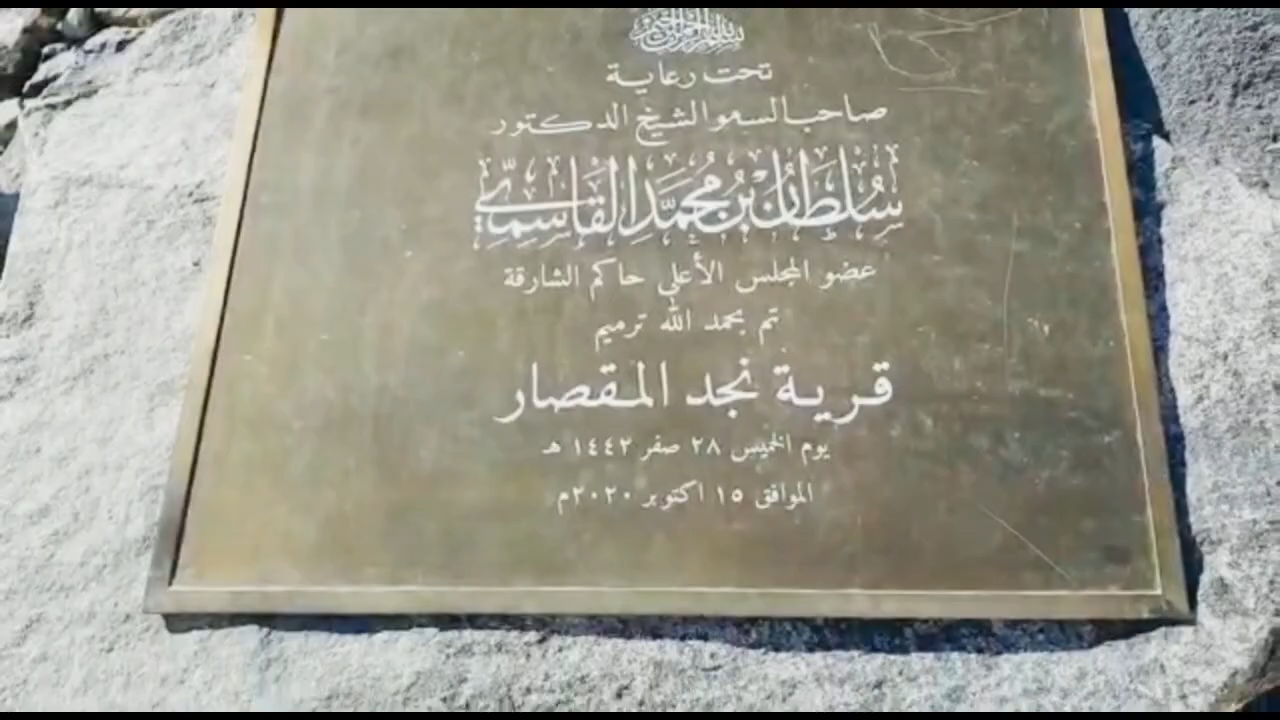 بسم الله الرحمن الرحيم
تحت رعاية
صاحب السمو الشيخ الدكتور
سُلطان بن محمد القاسمي
عضو المجلس الأعلى حاكم الشارقة
تم بحمد الله ترميم
قرية نجد المقصار
يوم الخميس ٢٨ صفر ١٤٤٢ هـ
الموافق ١٥ اكتوبر ٢٠٢٠م